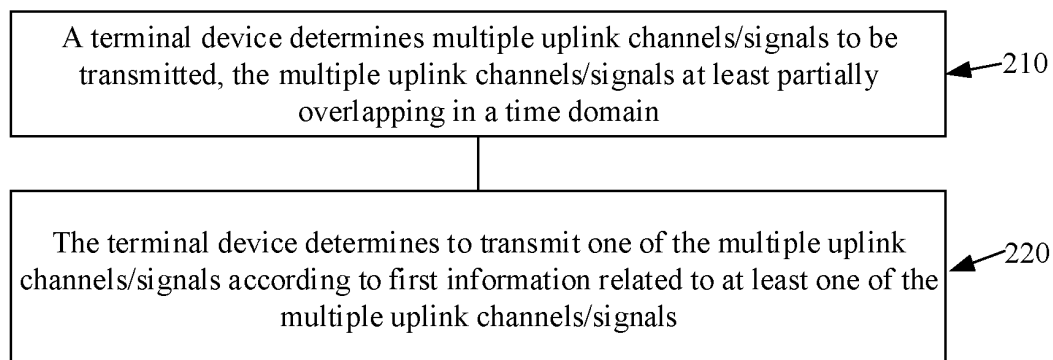 A terminal device determines multiple uplink channels/signals to be
transmitted, the multiple uplink channels/signals at least partially
overlapping in a time domain
210
The terminal device determines to transmit one of the multiple uplink
channels/signals according to first information related to at least one of the
multiple uplink channels/signals
220